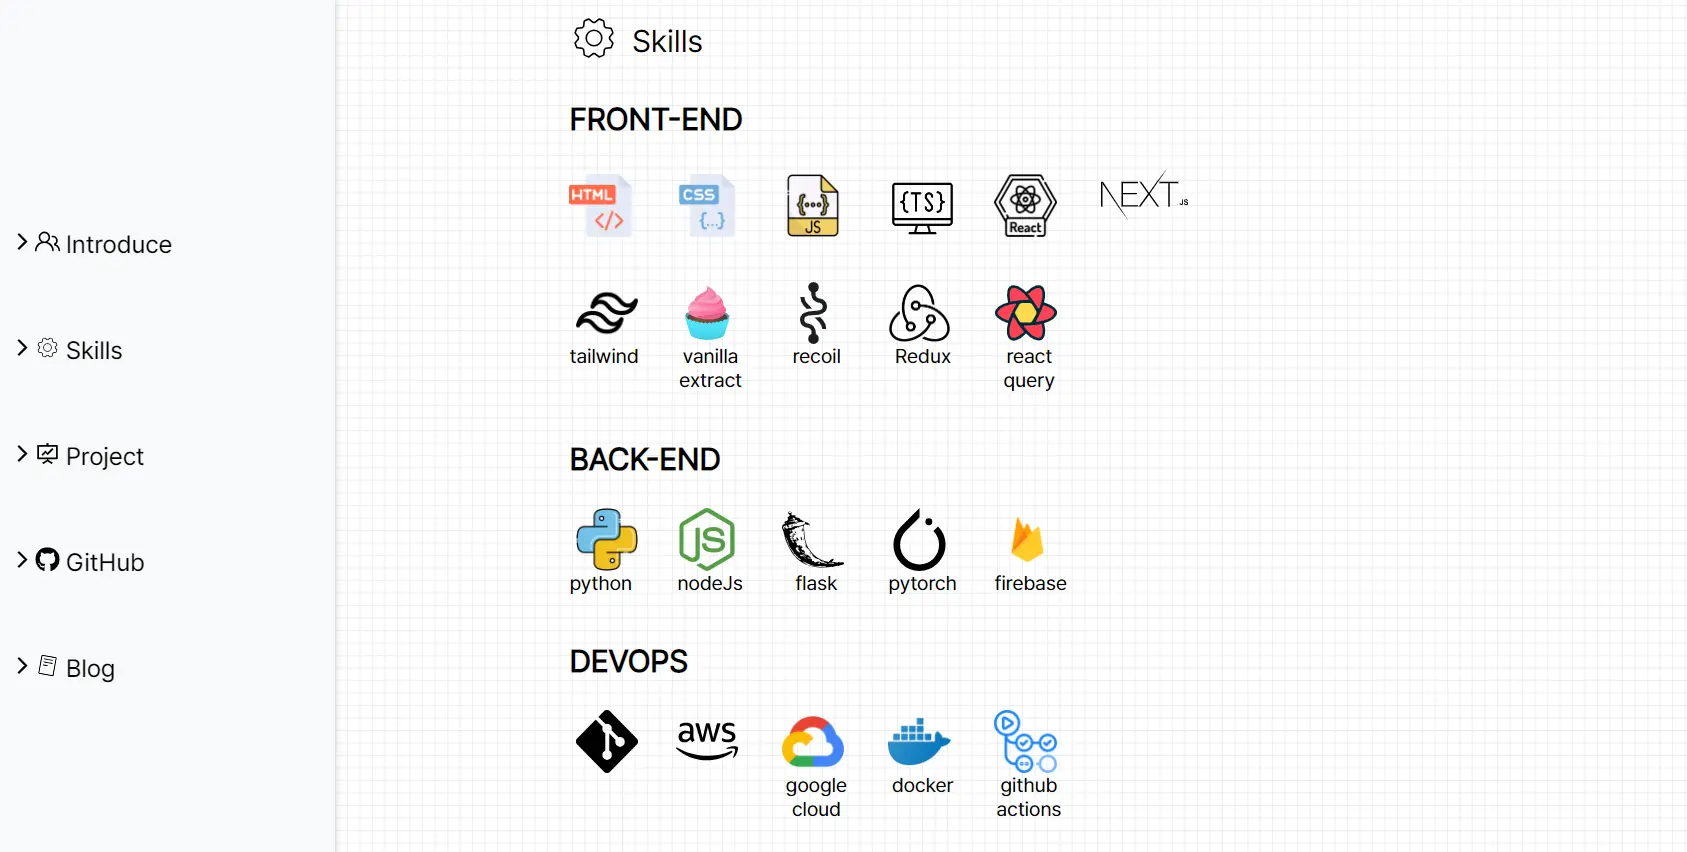 Skills
Introduce
Skills
Project
GitHub
Blog
FRONT-END
HTML
</>
CSS
{...}
{...}
JS
{TS}
React
NEXT.JS
tailwind
vanilla
extract
recoil
Redux
react
query
BACK-END
python
JS
nodeJs
flask
pytorch
firebase
DEVOPS
aws
google
cloud
docker
github
actions